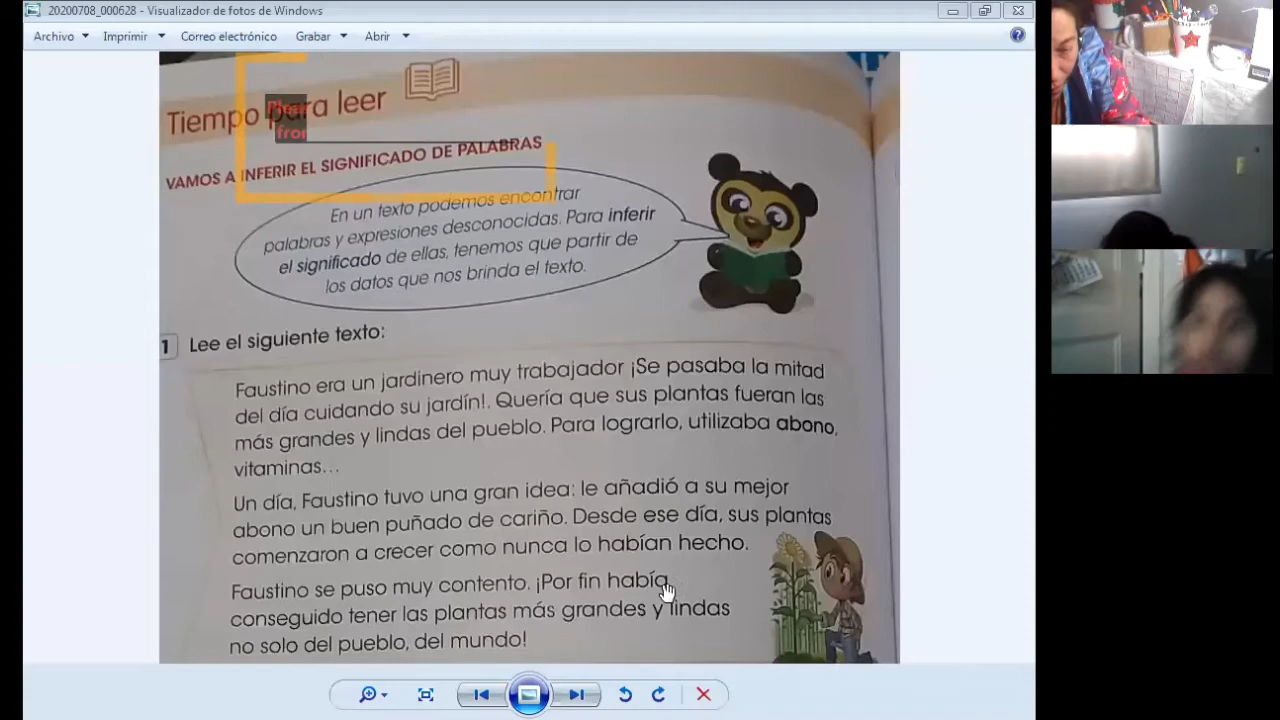 20200708_000628 - Visualizador de fotos de Windows
Archivo Imprimir Correo electrónico Grabar Abrir
Tiempo para leer
VAMOS A INFERIR EL SIGNIFICADO DE PALABRAS
En un texto podemos encontrar
palabras y expresiones desconocidas. Para inferir
el significado de ellas, tenemos que partir de
los datos que nos brinda el texto.
1 Lee el siguiente texto:
Faustino era un jardinero muy trabajador ¡Se pasaba la mitad
del día cuidando su jardín!. Quería que sus plantas fueran las
más grandes y lindas del pueblo. Para lograrlo, utilizaba abono,
vitaminas...
Un día, Faustino tuvo una gran idea: le añadió a su mejor
abono un buen puñado de cariño. Desde ese día, sus plantas
comenzaron a crecer como nunca lo habían hecho.
Faustino se puso muy contento. ¡Por fin había
conseguido tener las plantas más grandes y lindas
no solo del pueblo, del mundo!